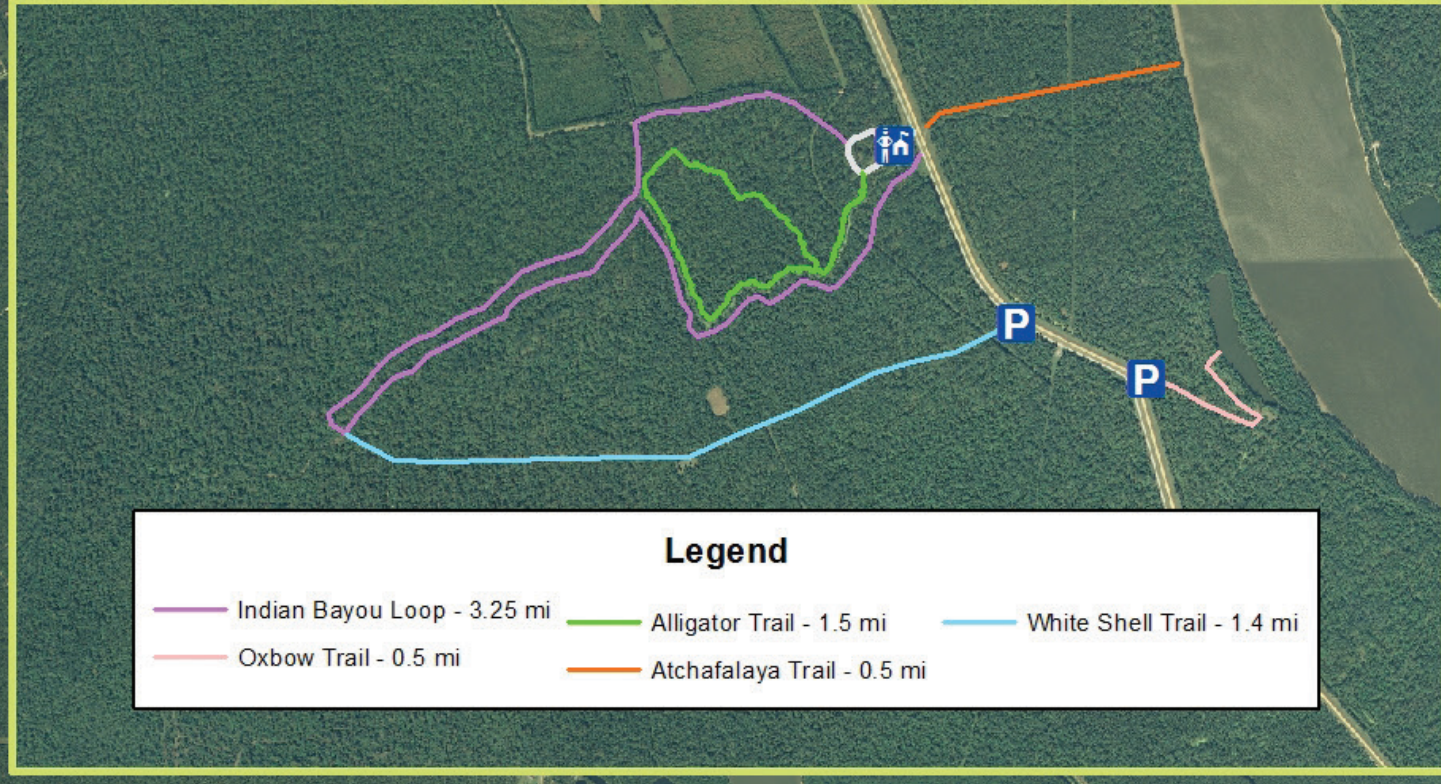 P
P
Legend
Indian Bayou Loop - 3.25 mi
Alligator Trail - 1.5 mi
White Shell Trail - 1.4 mi
Oxbow Trail - 0.5 mi
Atchafalaya Trail - 0.5 mi